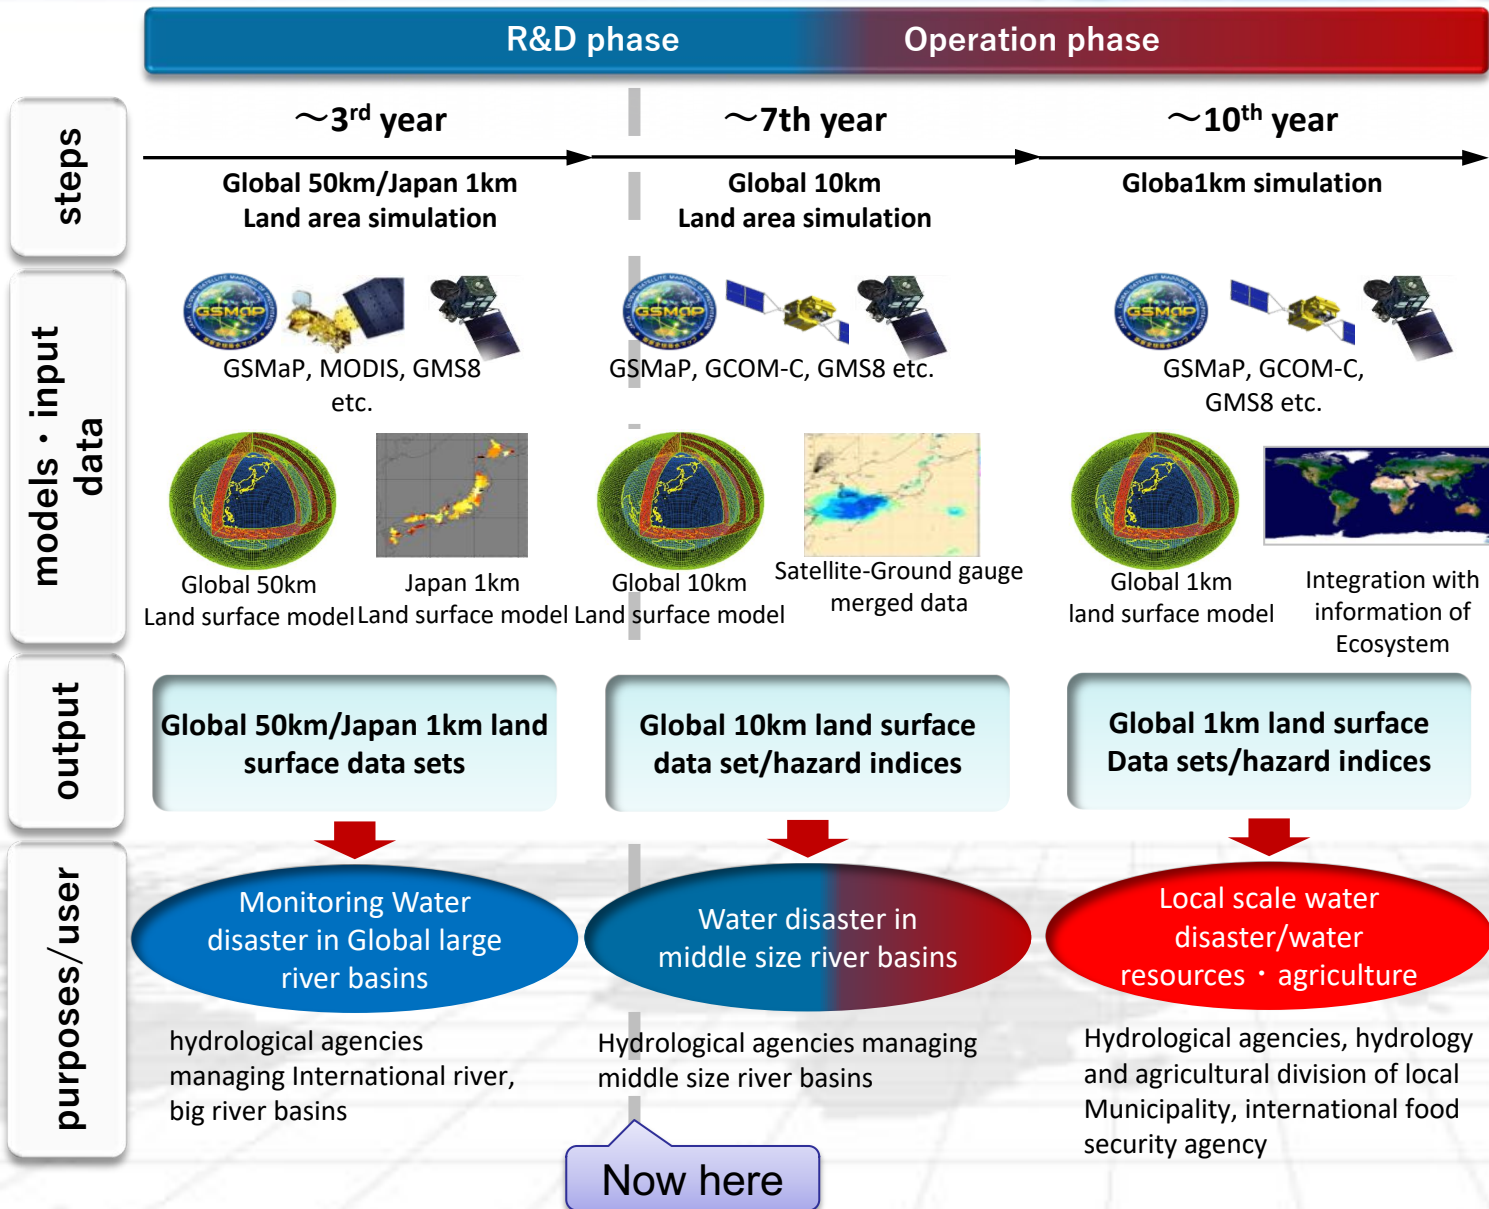 R&D phase
Operation phase
steps
～3rd year
～7th year
～10th year
Global 50km/Japan 1km
Land area simulation
Global 10km
Land area simulation
Globa1km simulation
models・input
data
GSMaP
GSMaP
GSMaP
GSMaP, MODIS, GMS8
etc.
GSMaP, GCOM-C, GMS8 etc.
GSMaP, GCOM-C,
GMS8 etc.
Global 50km
Land surface model
Japan 1km
Land surface model
Global 10km
Land surface model
Satellite-Ground gauge
merged data
Global 1km
land surface model
Integration with
information of
Ecosystem
output
Global 50km/Japan 1km land
surface data sets
Global 10km land surface
data set/hazard indices
Global 1km land surface
Data sets/hazard indices
purposes/user
Monitoring Water
disaster in Global large
river basins
Water disaster in
middle size river basins
Local scale water
disaster/water
resources・agriculture
hydrological agencies
managing International river,
big river basins
Hydrological agencies managing
middle size river basins
Hydrological agencies, hydrology
and agricultural division of local
Municipality, international food
security agency
Now here